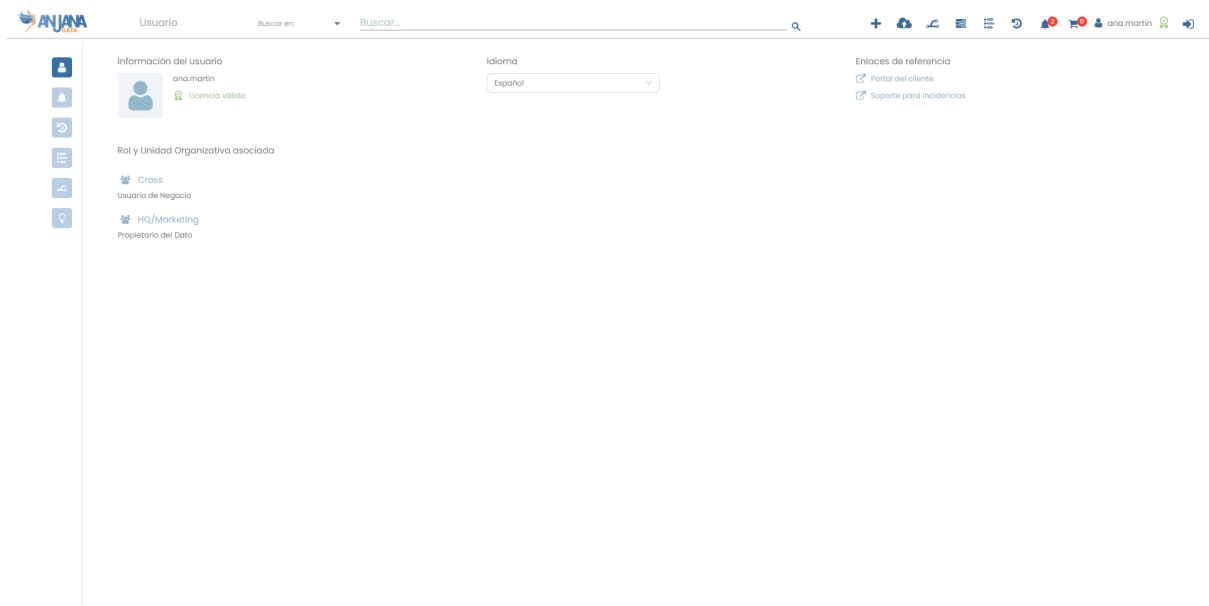 ANJANA
DATA
Usuario
Buscar en:
Buscar...
2
0
ana.martin
Información del usuario
ana.martin
Licencia válida
Idioma
Español
Enlaces de referencia
Portal del cliente
Soporte para incidencias
Rol y Unidad Organizativa asociada
Cross
Usuario de Negocio
HQ/Marketing
Propietario del Dato